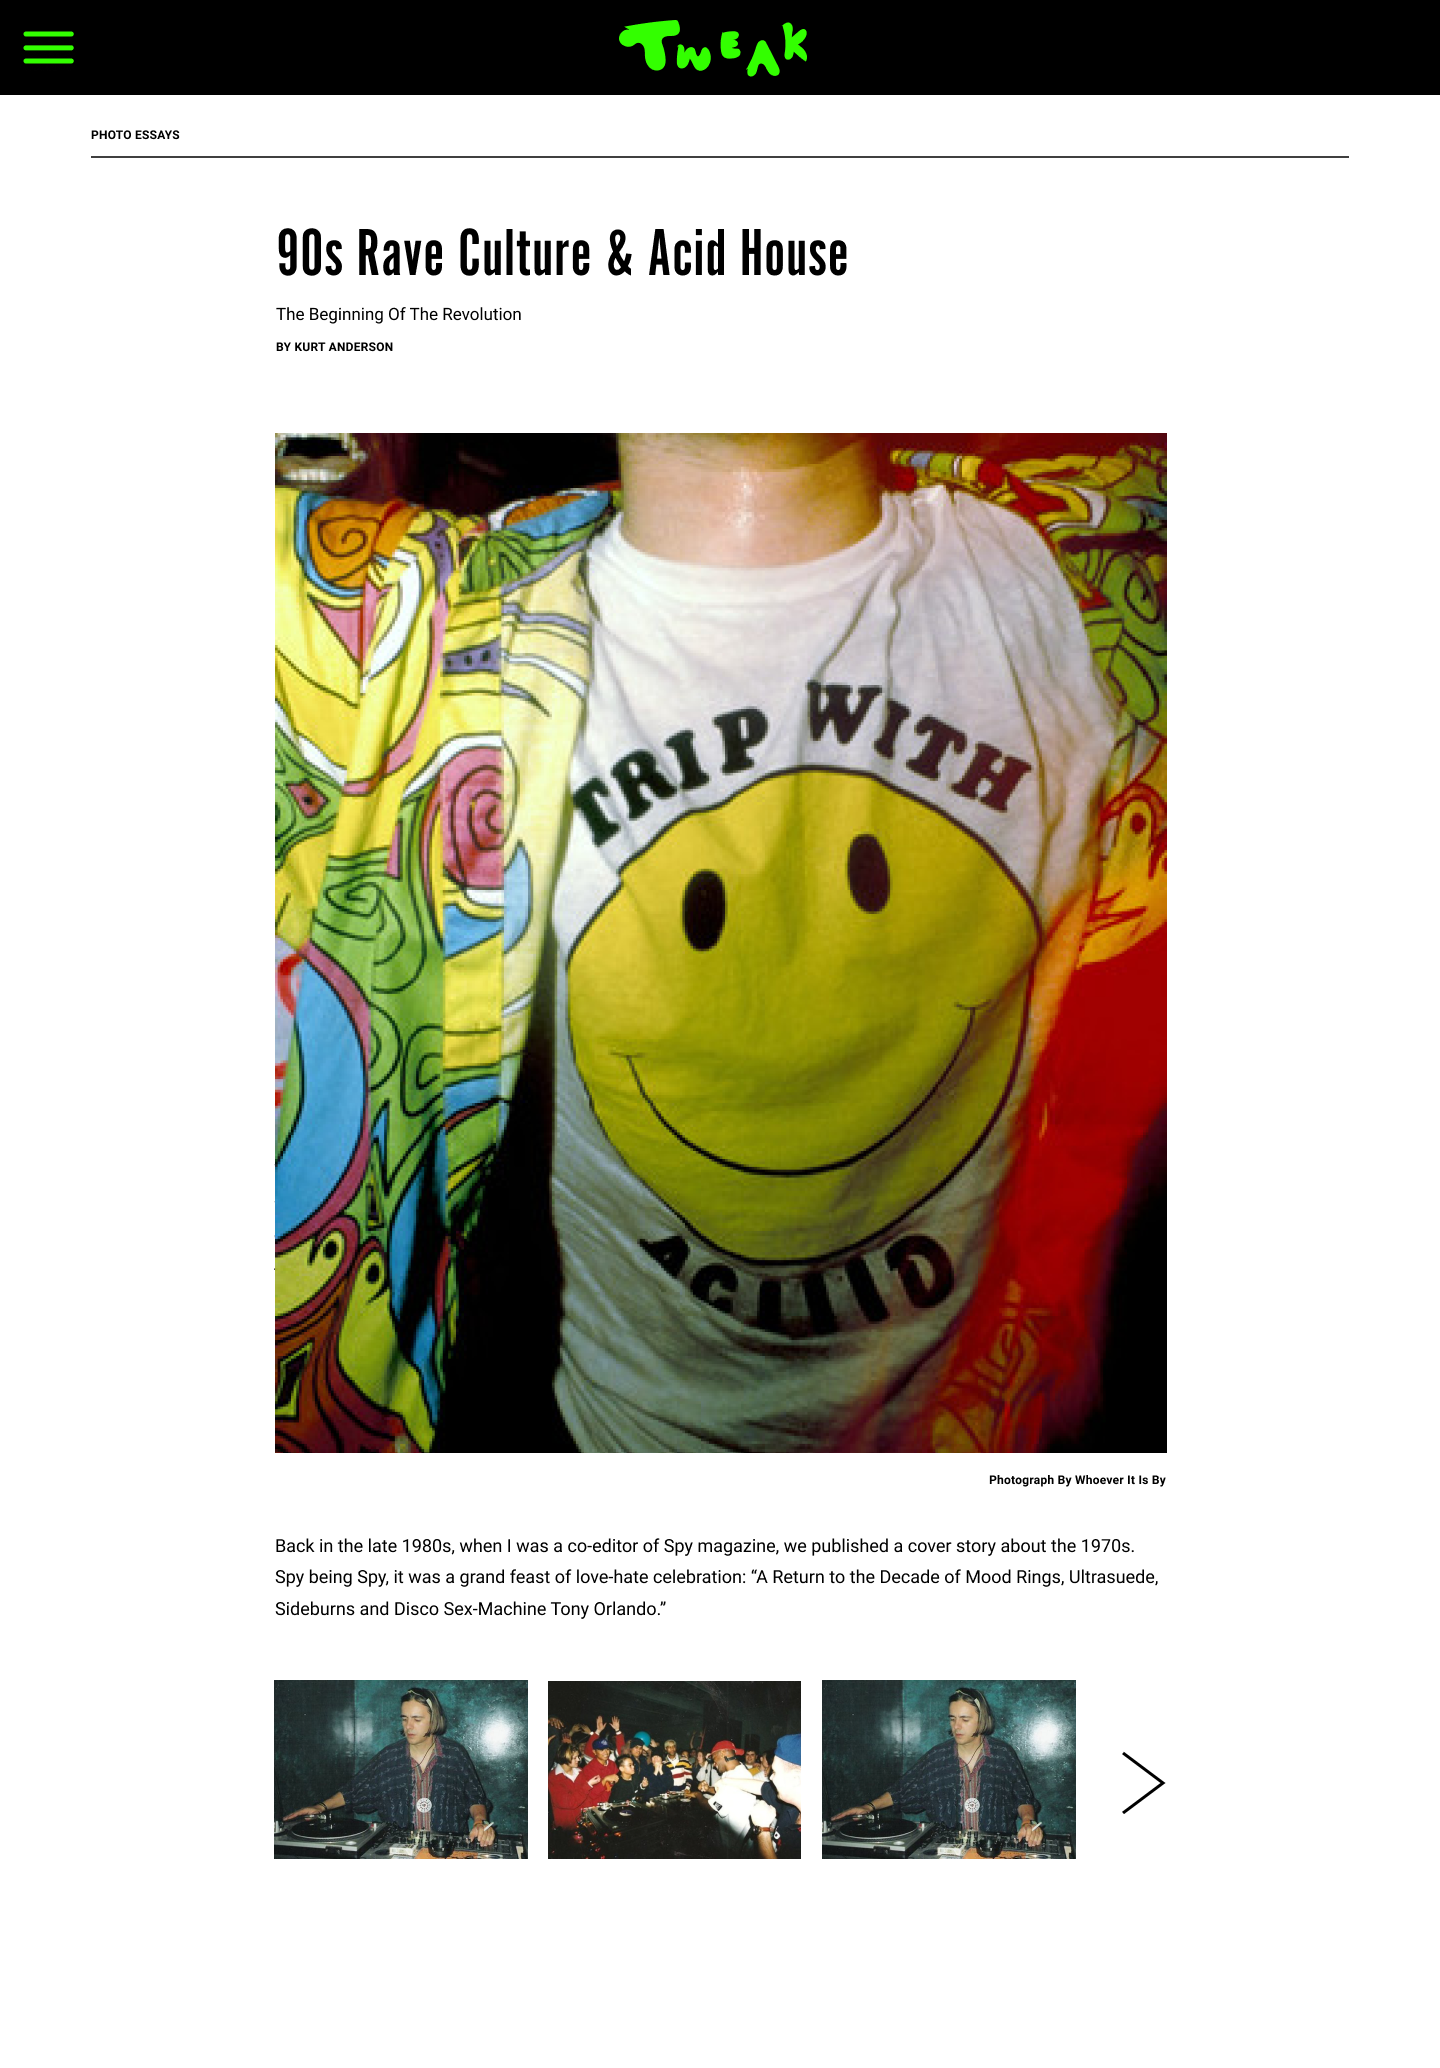 TWEAK
PHOTO ESSAYS
90s Rave Culture & Acid House
The Beginning Of The Revolution
BY KURT ANDERSON
TRIP WITH
ACIIID
Photograph By Whoever It Is By
Back in the late 1980s, when I was a co-editor of Spy magazine, we published a cover story about the 1970s.
Spy being Spy, it was a grand feast of love-hate celebration: “A Return to the Decade of Mood Rings, Ultrasuede,
Sideburns and Disco Sex-Machine Tony Orlando.”